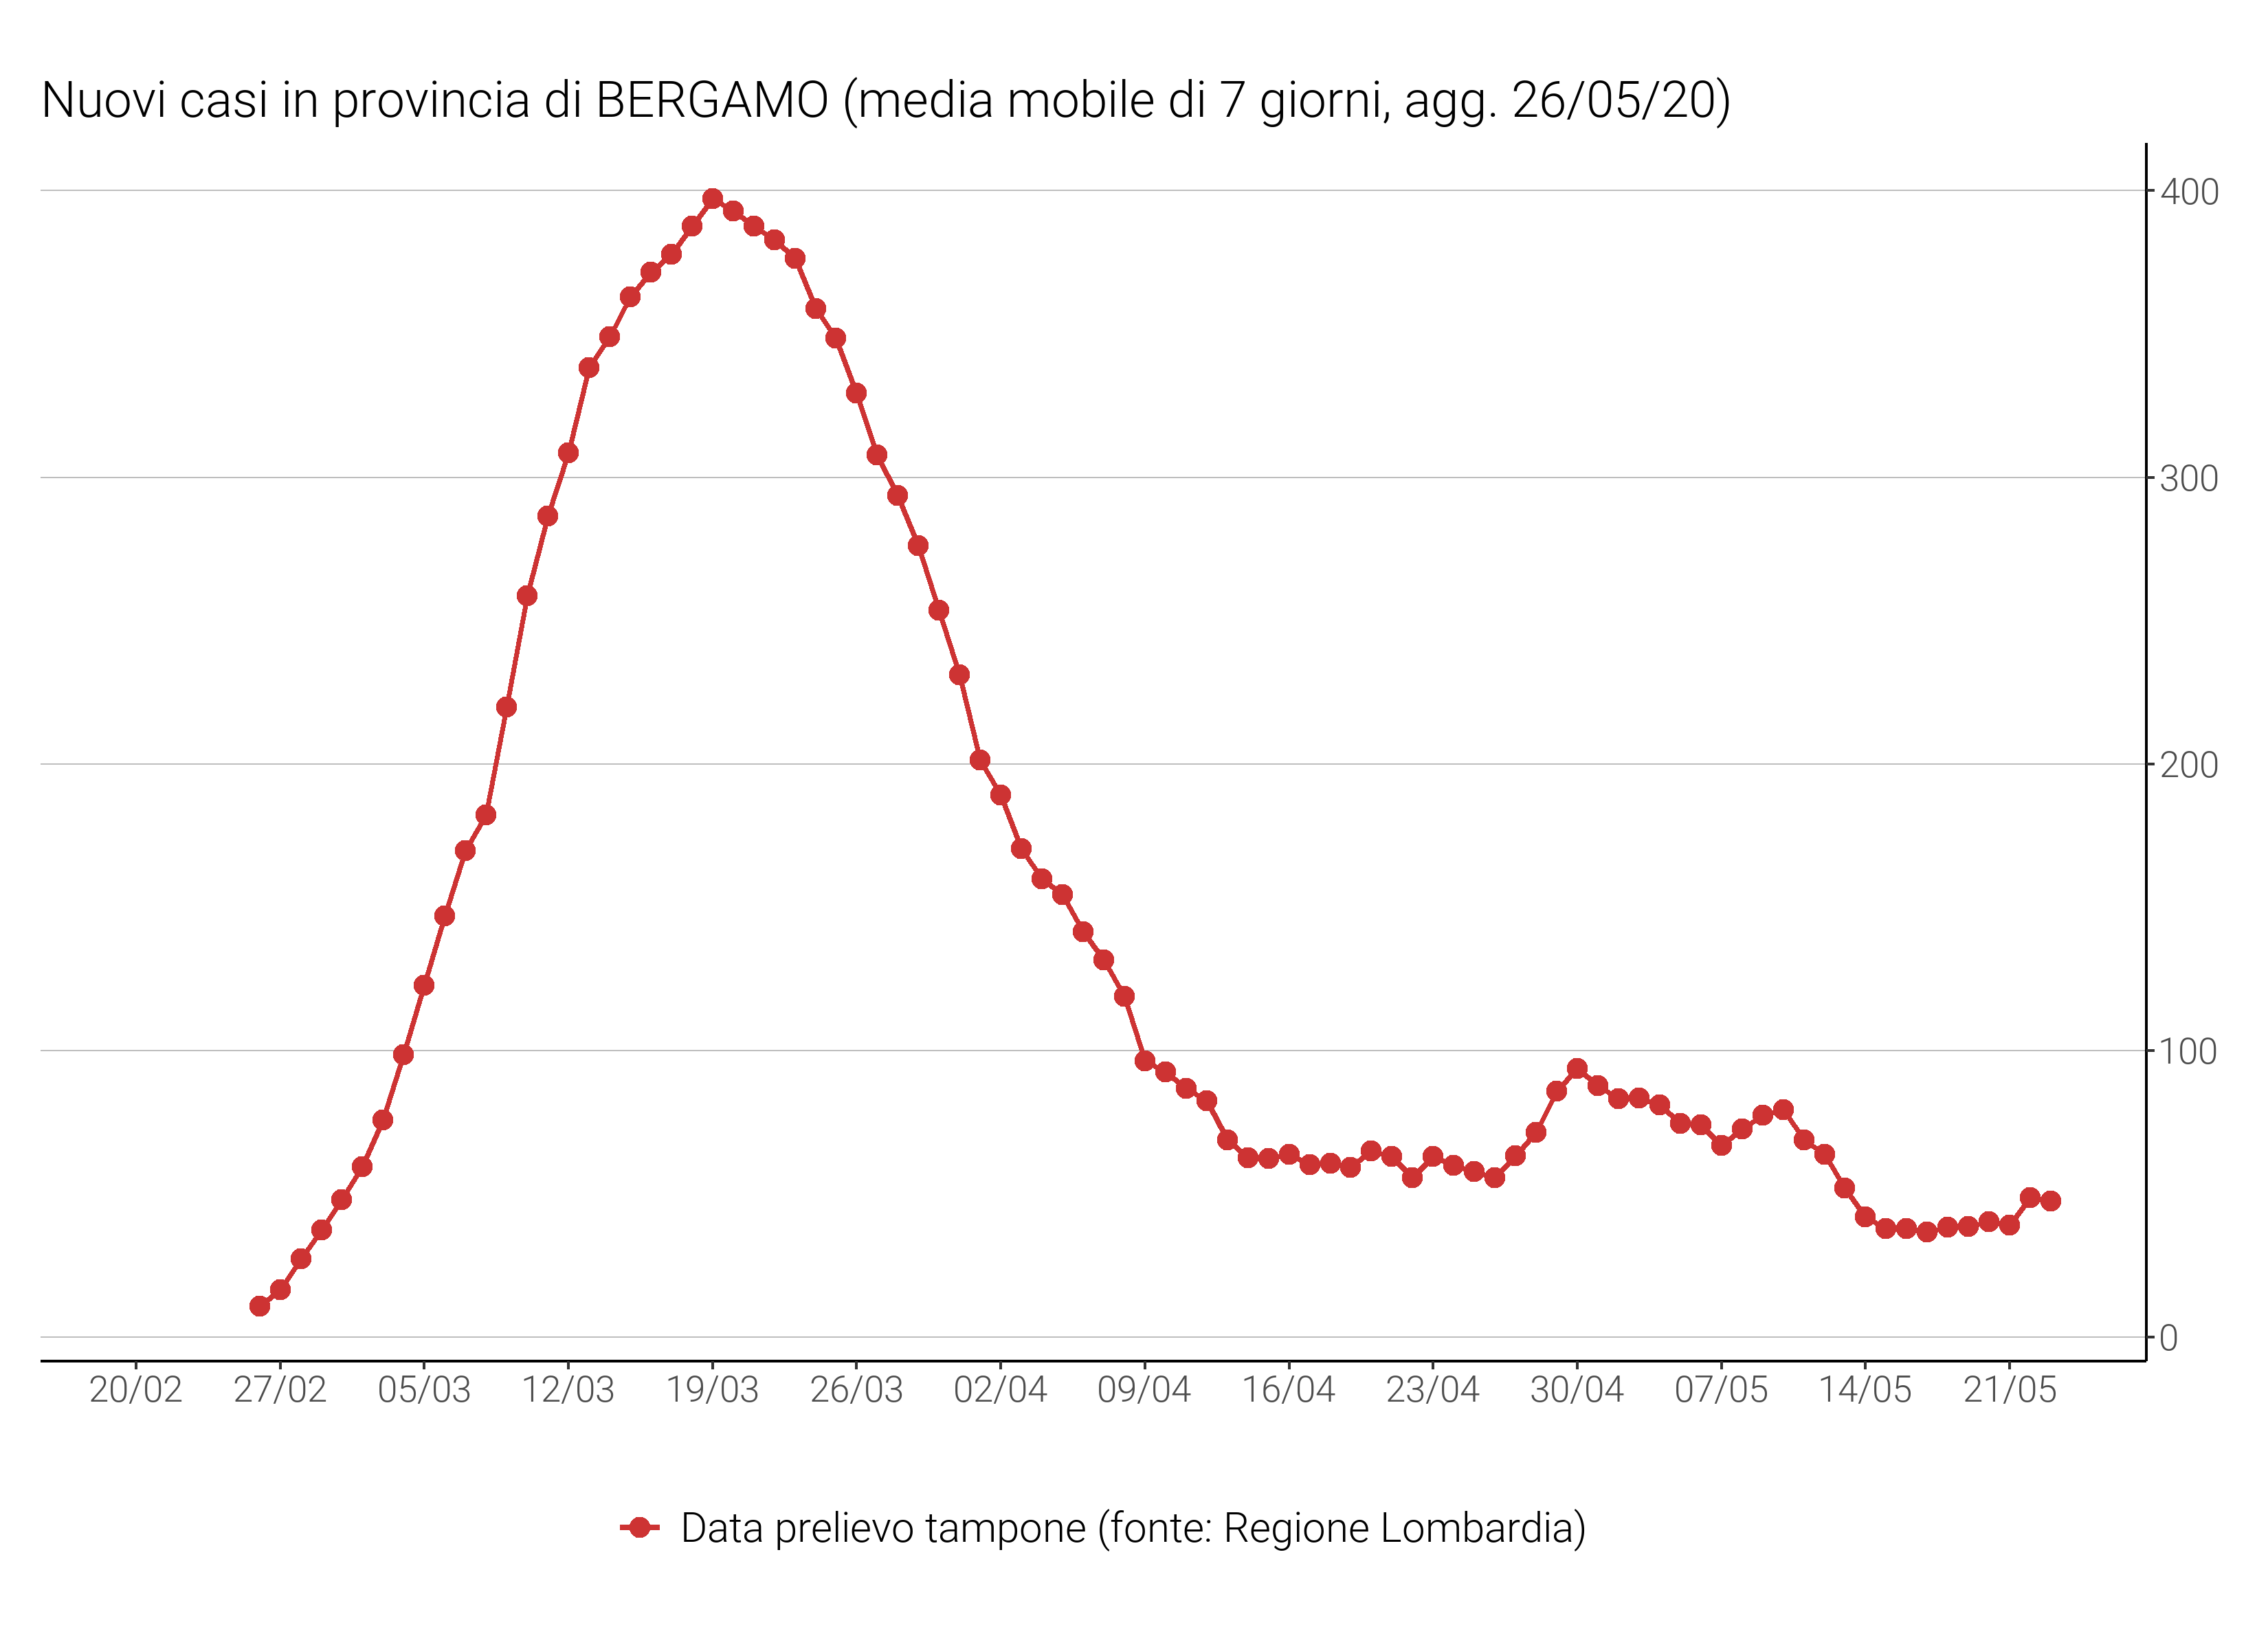 Nuovi casi in provincia di BERGAMO (media mobile di 7 giorni, agg. 26/05/20)
400
300
200
100
0
20/02 27/02 05/03 12/03 19/03 26/03 02/04 09/04 16/04 23/04 30/04 07/05 14/05 21/05
Data prelievo tampone (fonte: Regione Lombardia)